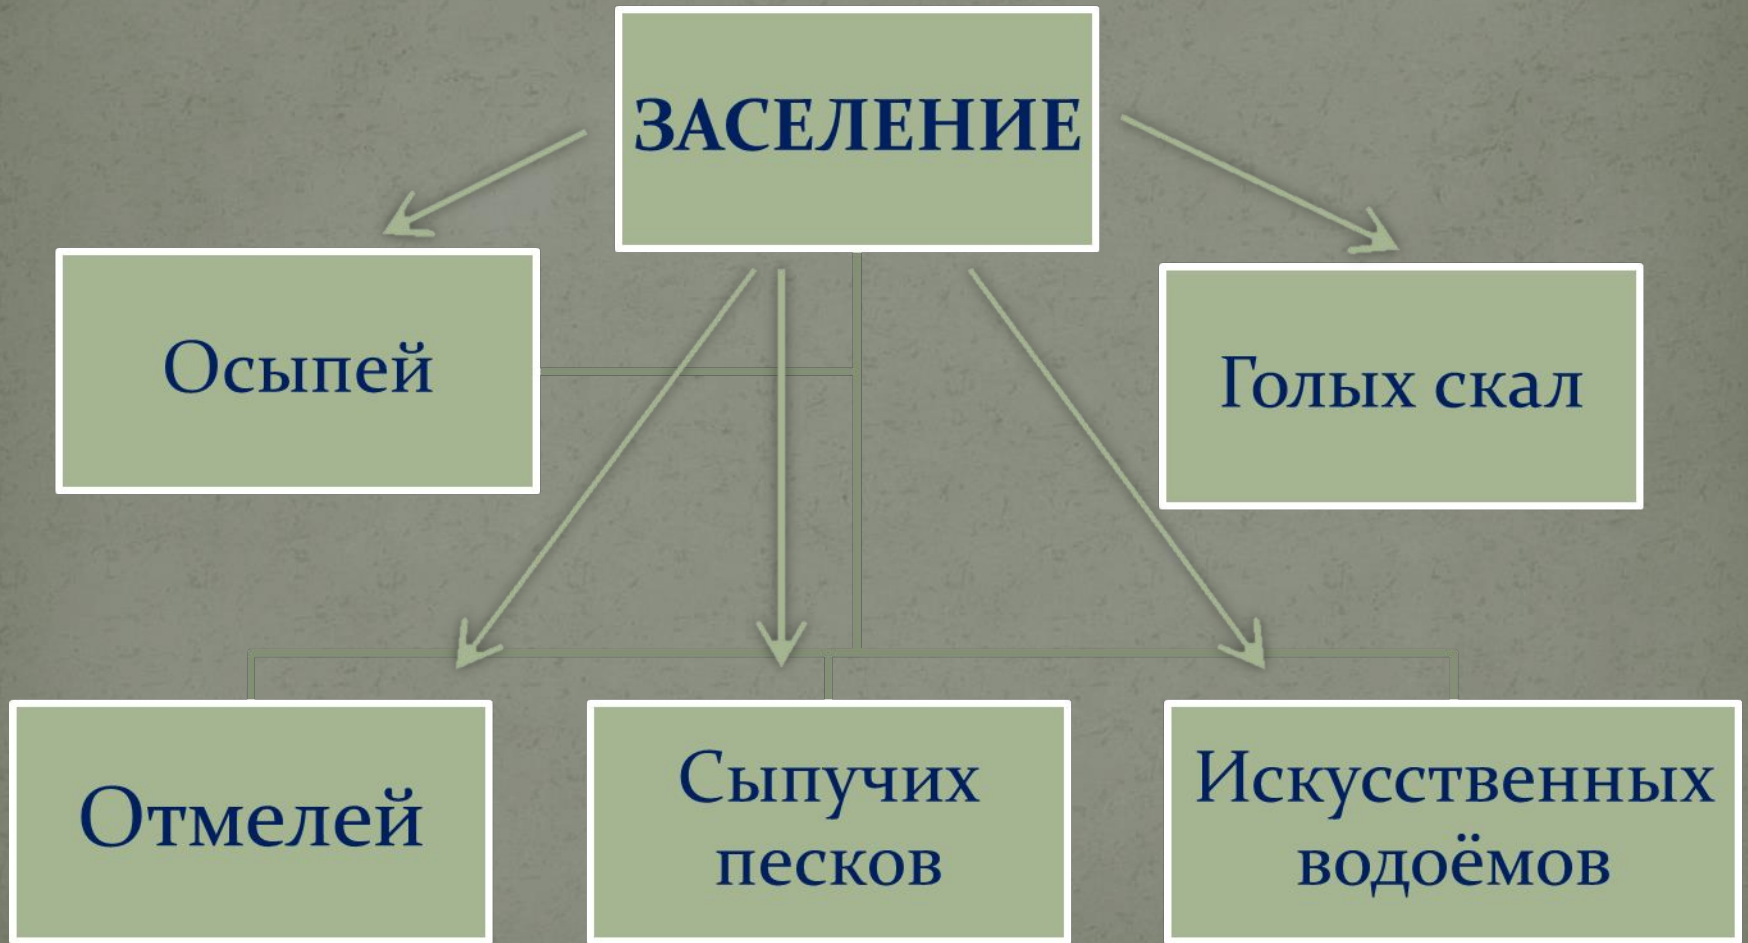 ЗАСЕЛЕНИЕ
Осыпей
Голых скал
Отмелей
Сыпучих
песков
Искусственных
водоёмов